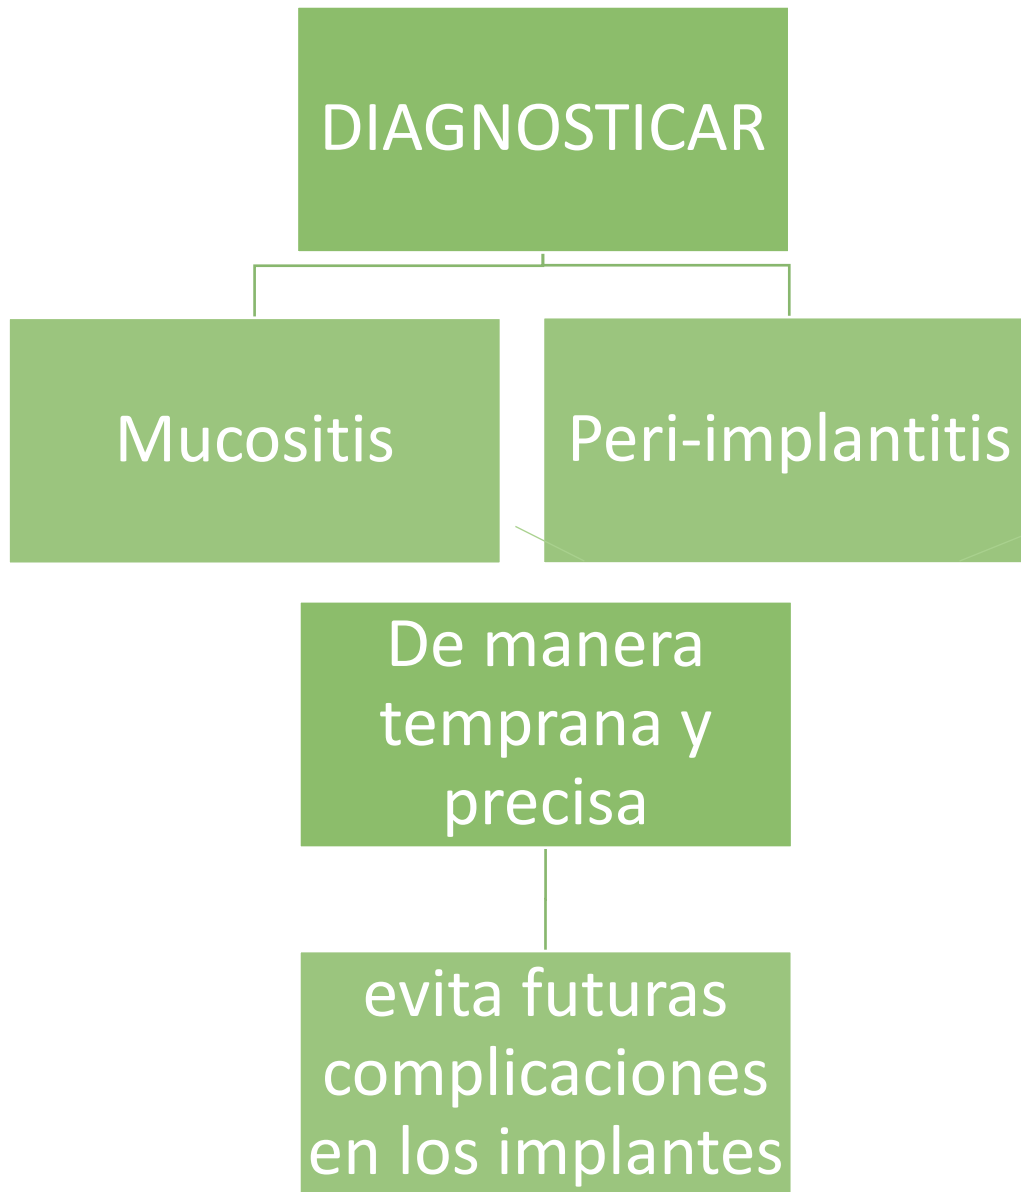 DIAGNOSTICAR
Mucositis
Peri-implantitis
De manera
temprana y
precisa
evita futuras
complicaciones
en los implantes